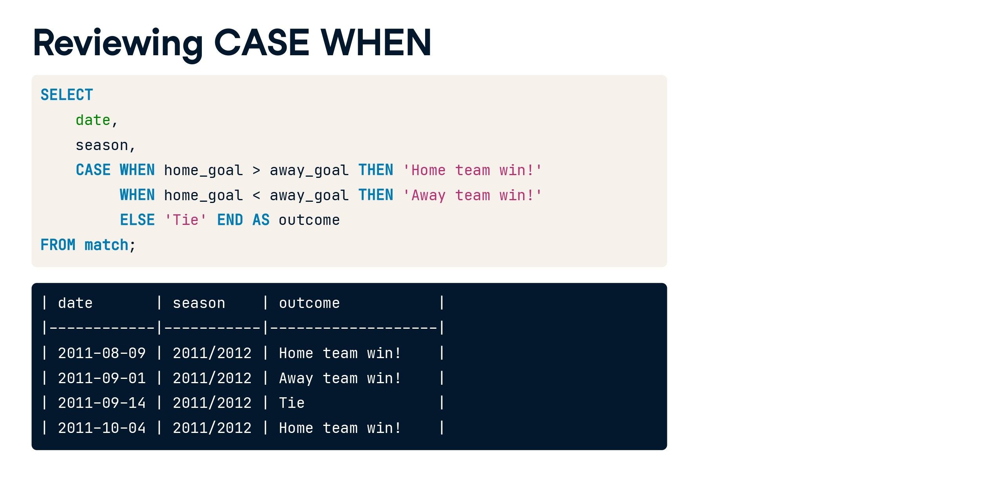 Reviewing CASE WHEN
SELECT
    date,
    season,
    CASE WHEN home_goal > away_goal THEN 'Home team win!'
         WHEN home_goal < away_goal THEN 'Away team win!'
         ELSE 'Tie' END AS outcome
FROM match;
| date       | season    | outcome           |
|------------|-----------|-------------------|
| 2011-08-09 | 2011/2012 | Home team win!    |
| 2011-09-01 | 2011/2012 | Away team win!    |
| 2011-09-14 | 2011/2012 | Tie               |
| 2011-10-04 | 2011/2012 | Home team win!    |